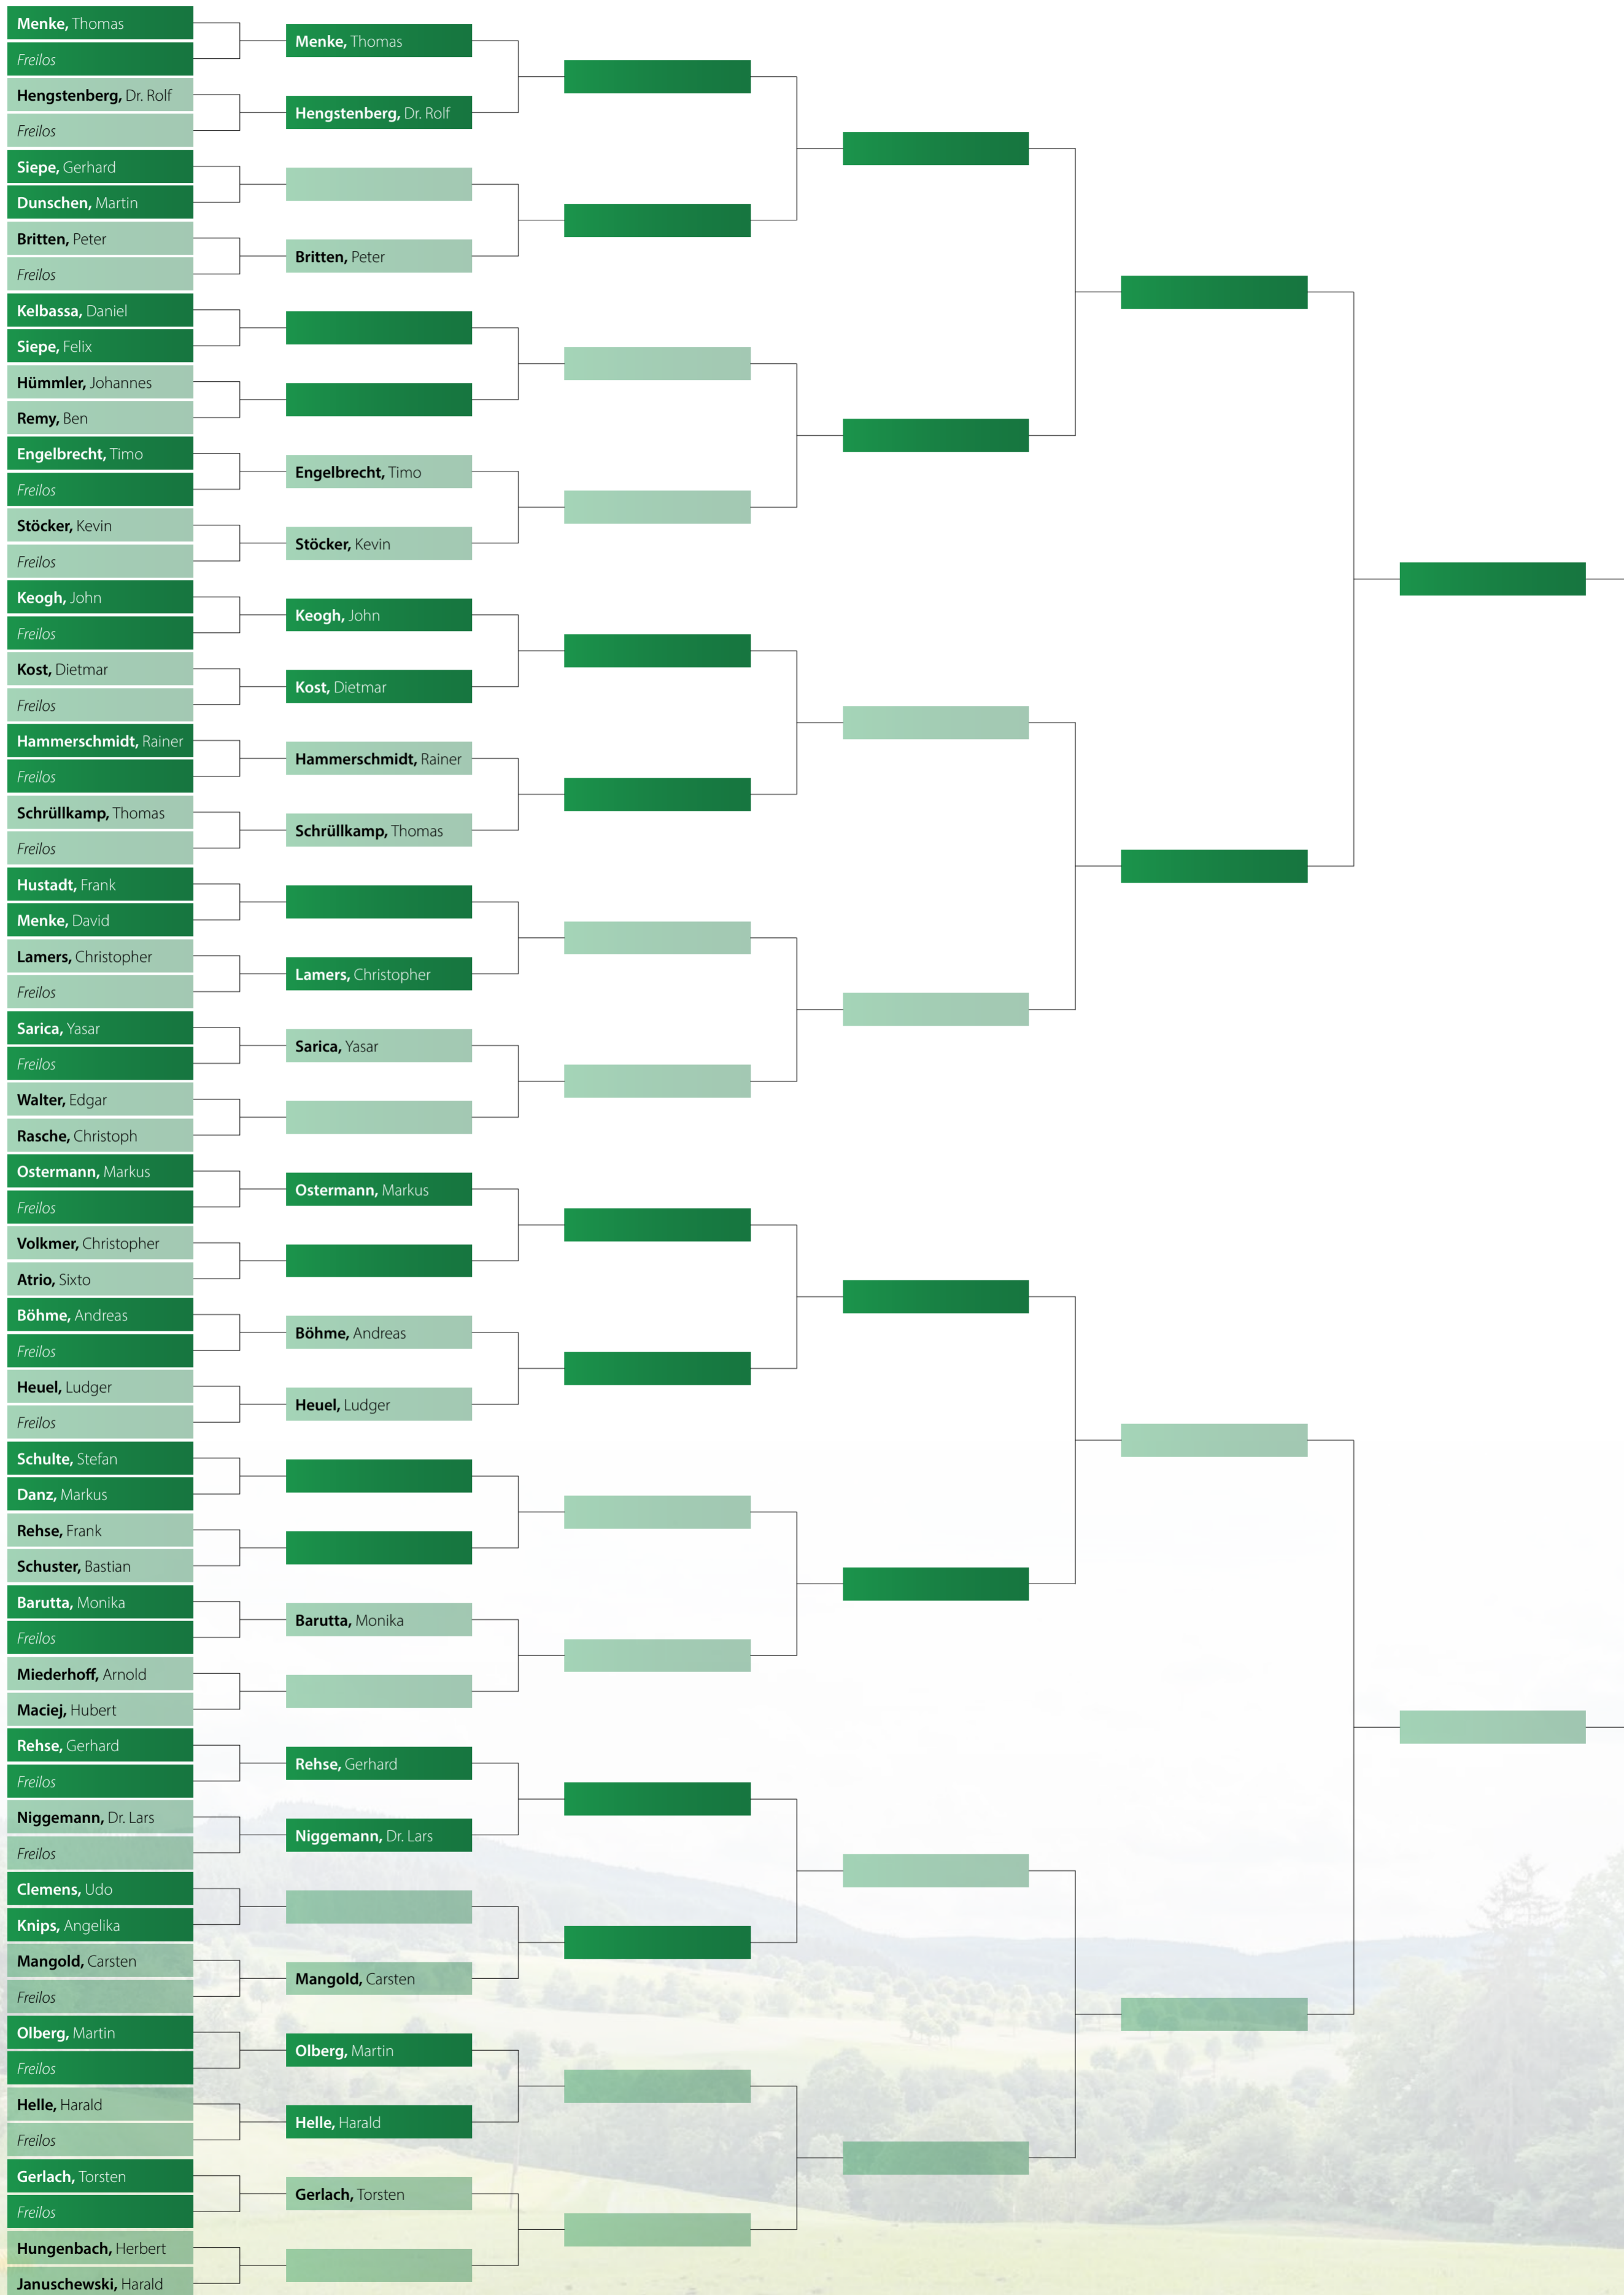 Menke, Thomas
Freilos
Hengstenberg, Dr. Rolf
Freilos
Siepe, Gerhard
Dunschen, Martin
Britten, Peter
Freilos
Kelbassa, Daniel
Siepe, Felix
Hümmler, Johannes
Remy, Ben
Engelbrecht, Timo
Freilos
Stöcker, Kevin
Freilos
Keogh, John
Freilos
Kost, Dietmar
Freilos
Hammerschmidt, Rainer
Freilos
Schrüllkamp, Thomas
Freilos
Hustadt, Frank
Menke, David
Lamers, Christopher
Freilos
Sarica, Yasar
Freilos
Walter, Edgar
Rasche, Christoph
Ostermann, Markus
Freilos
Volkmer, Christopher
Atrio, Sixto
Böhme, Andreas
Freilos
Heuel, Ludger
Freilos
Schulte, Stefan
Danz, Markus
Rehse, Frank
Schuster, Bastian
Barutta, Monika
Freilos
Miederhoff, Arnold
Maciej, Hubert
Rehse, Gerhard
Freilos
Niggemann, Dr. Lars
Freilos
Clemens, Udo
Knips, Angelika
Mangold, Carsten
Freilos
Olberg, Martin
Freilos
Helle, Harald
Freilos
Gerlach, Torsten
Freilos
Hungenbach, Herbert
Januschewski, Harald
Menke, Thomas
Hengstenberg, Dr. Rolf
Britten, Peter
Engelbrecht, Timo
Stöcker, Kevin
Keogh, John
Kost, Dietmar
Hammerschmidt, Rainer
Schrüllkamp, Thomas
Lamers, Christopher
Sarica, Yasar
Ostermann, Markus
Böhme, Andreas
Heuel, Ludger
Barutta, Monika
Rehse, Gerhard
Niggemann, Dr. Lars
Mangold, Carsten
Olberg, Martin
Helle, Harald
Gerlach, Torsten